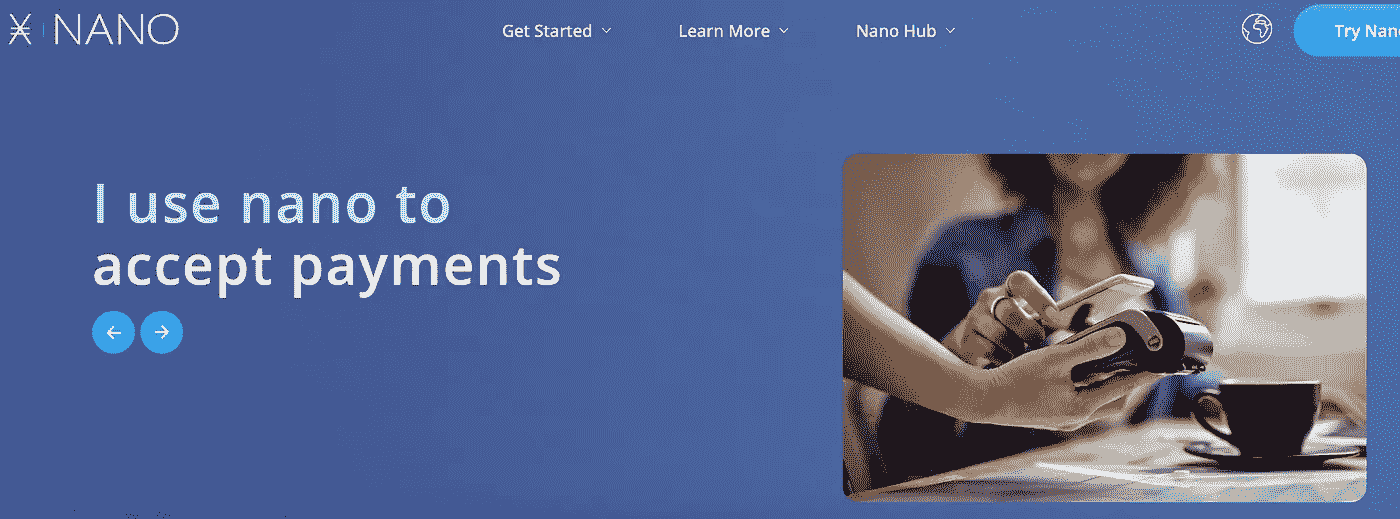 Ӿ NANO
Get Started
Learn More
Nano Hub
Try Nan
I use nano to
accept payments